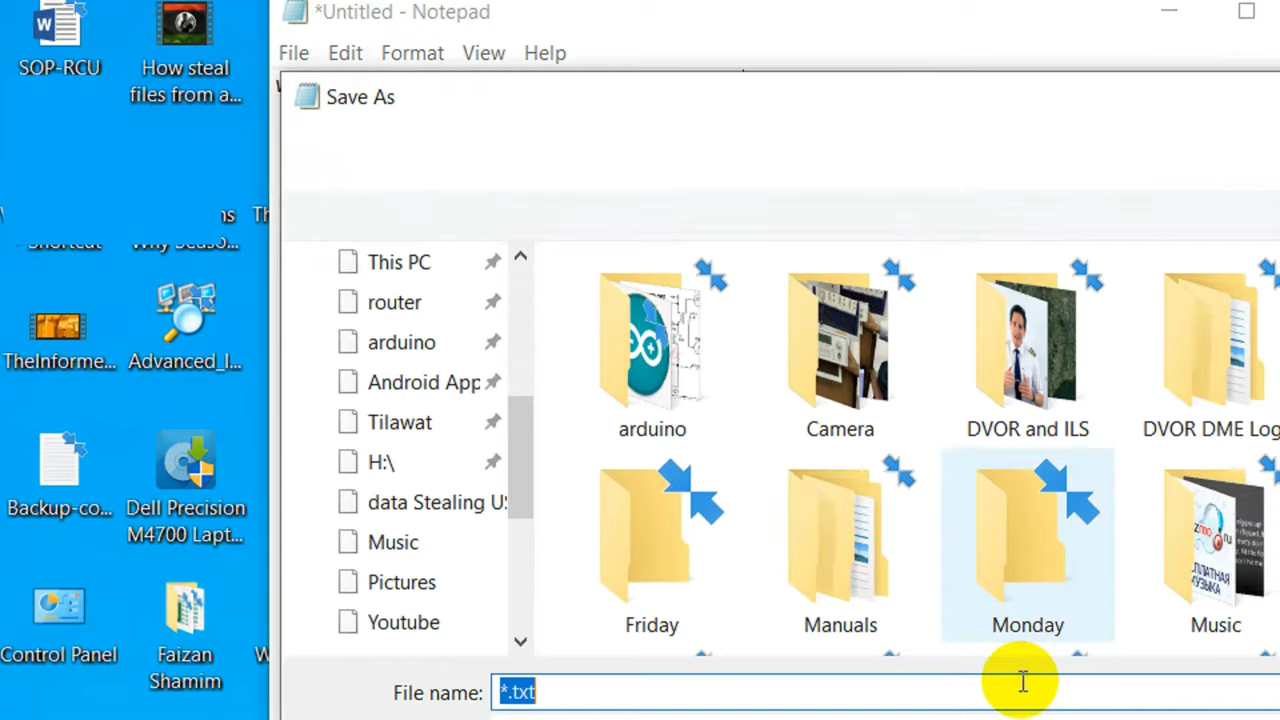 *Untitled - Notepad
File Edit Format View Help
Save As
SOP-RCU
How steal
files from a...
TheInforme...
Advanced_I...
Backup-co...
Dell Precision
M4700 Lapt...
Control Panel
Faizan
Shamim
This PC
router
arduino
Android App
Tilawat
H:\
data Stealing US
Music
Pictures
Youtube
arduino
Camera
DVOR and ILS
DVOR DME Log
Friday
Manuals
Monday
Music
File name: *.txt